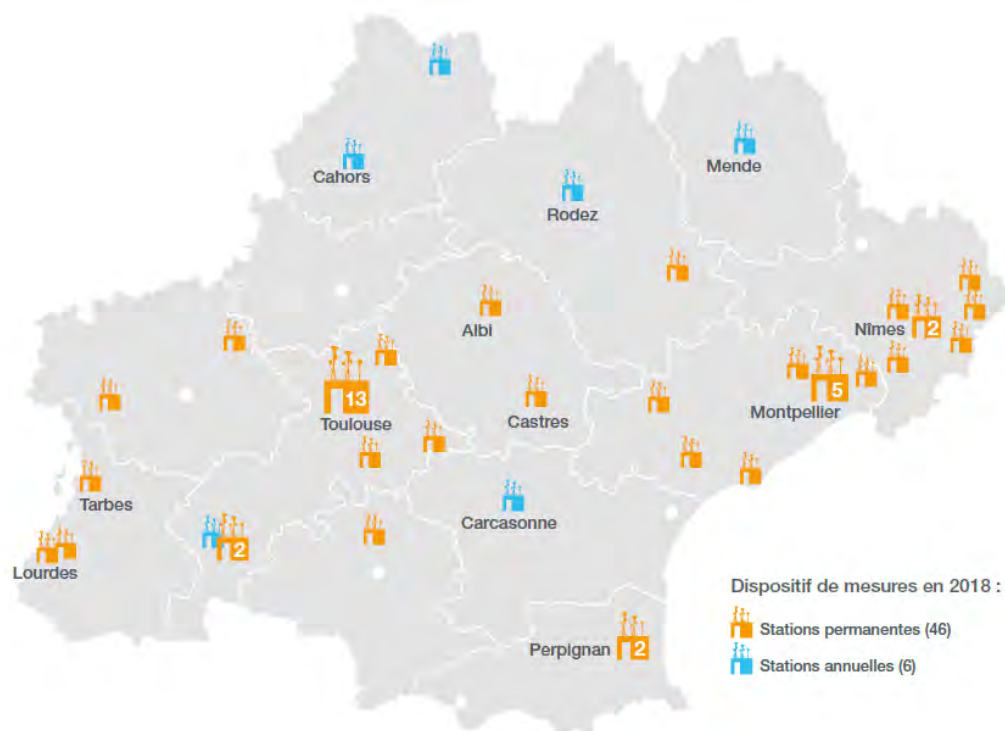 Cahors
Mende
Rodez
Albi
Nîmes
2
13
Toulouse
Castres
5
Montpellier
Tarbes
Carcasonne
2
Lourdes
Dispositif de mesures en 2018 :
Stations permanentes (46)
Perpignan
2
Stations annuelles (6)